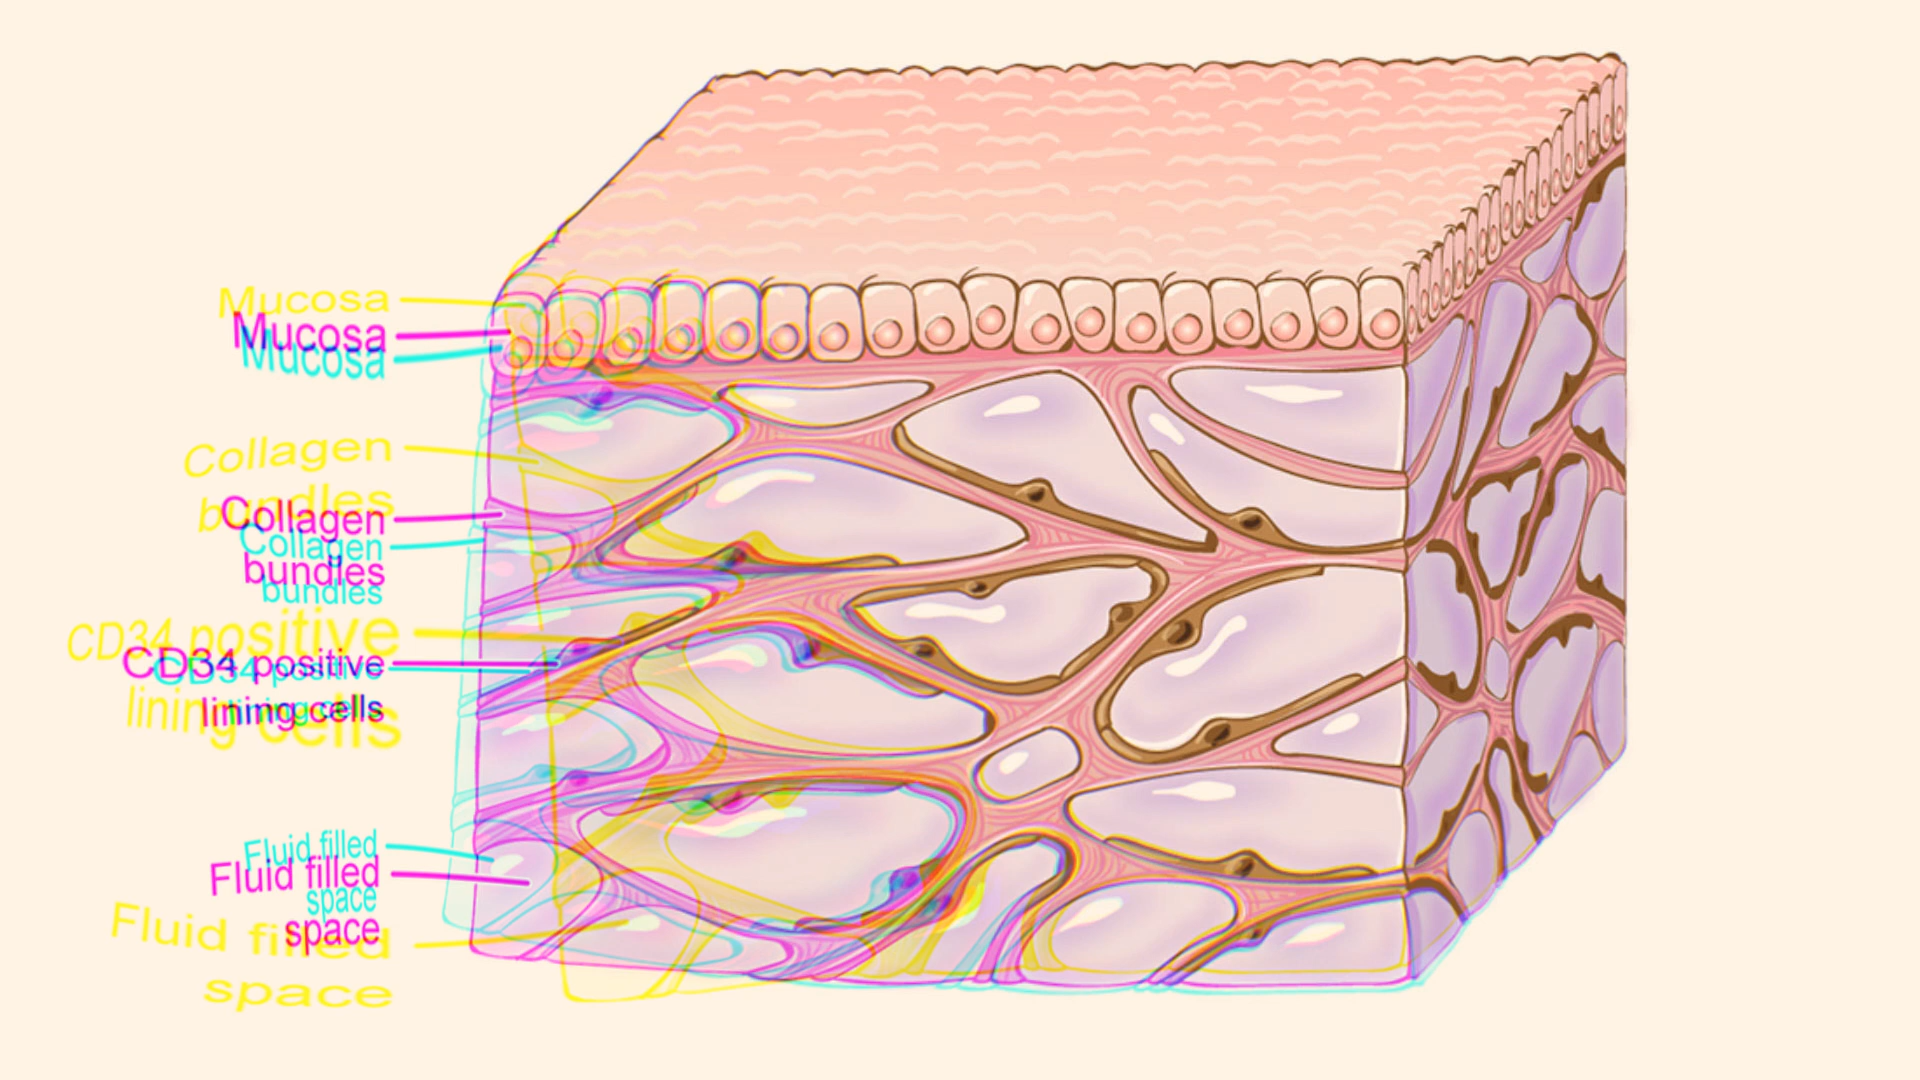 Mucosa
Mucosa
Mucosa
Collagen
bundles
Collagen
bundles
Collagen
bundles
CD34 positive
lining cells
CD34 positive
lining cells
CD34 positive
lining cells
Fluid filled
space
Fluid filled
space
Fluid filled
space